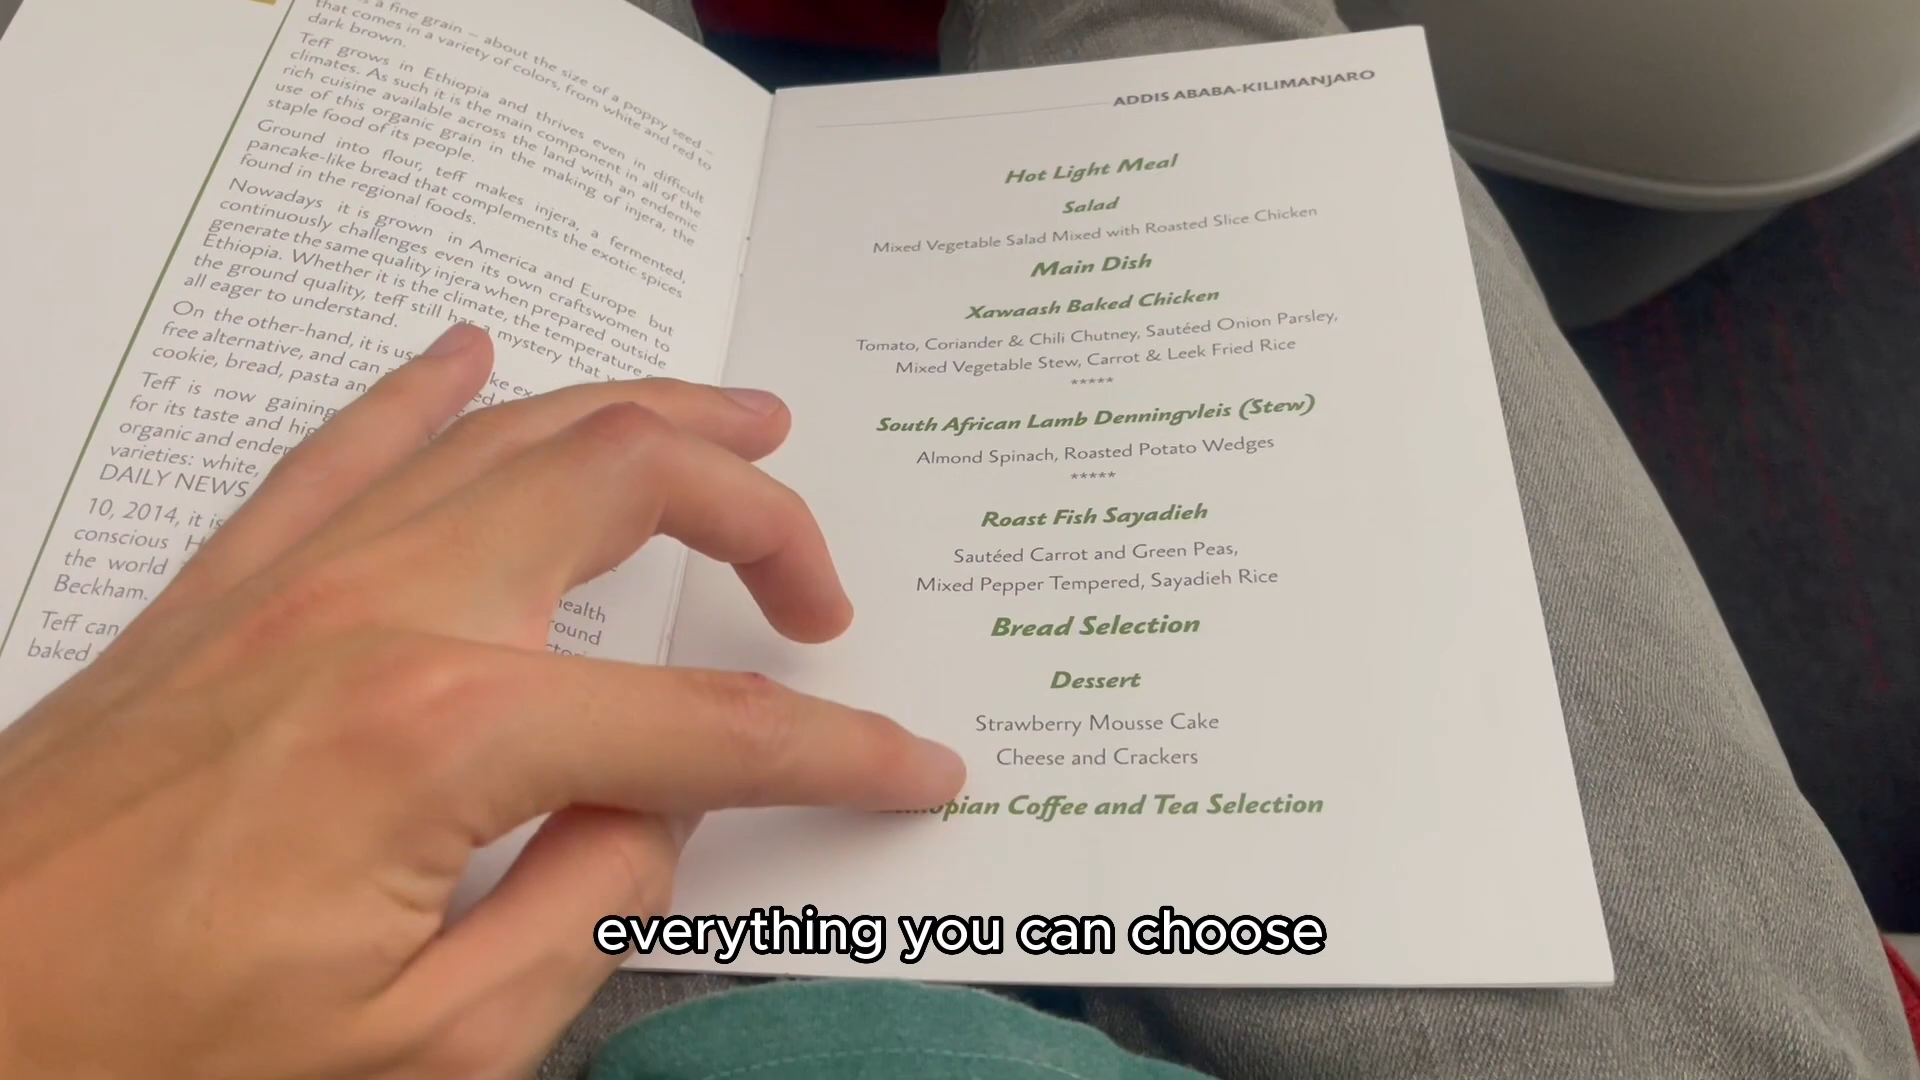 is a fine grain – about the size of a poppy seed –
that comes in a variety of colors, from white and red to
dark brown.
Teff grows in Ethiopia and thrives even in difficult
climates. As such it is the main component in all of the
rich cuisine available across the land with an endemic
use of this organic grain in the making of injera, the
staple food of its people.
Ground into flour, teff makes injera, a fermented,
pancake-like bread that complements the exotic spices
found in the regional foods.
Nowadays it is grown in America and Europe but
continuously challenges even its own craftswomen to
generate the same quality injera when prepared outside
Ethiopia. Whether it is the climate, the temperature
the ground quality, teff still has a mystery that
all eager to understand.
On the other-hand, it is
free alternative, and can
cookie, bread, pasta
Teff is now gaining
for its taste and
organic and
varieties: white,
DAILY NEWS
10, 2014, it is
conscious
the world
Beckham.
Teff can
baked
ADDIS ABABA-KILIMANJARO
Hot Light Meal
Salad
Mixed Vegetable Salad Mixed with Roasted Slice Chicken
Main Dish
Xawaash Baked Chicken
Tomato, Coriander & Chili Chutney, Sautéed Onion Parsley,
Mixed Vegetable Stew, Carrot & Leek Fried Rice
*****
South African Lamb Denningvleis (Stew)
Almond Spinach, Roasted Potato Wedges
*****
Roast Fish Sayadieh
Sautéed Carrot and Green Peas,
Mixed Pepper Tempered, Sayadieh Rice
Bread Selection
Dessert
Strawberry Mousse Cake
Cheese and Crackers
Coffee and Tea Selection
everything you can choose